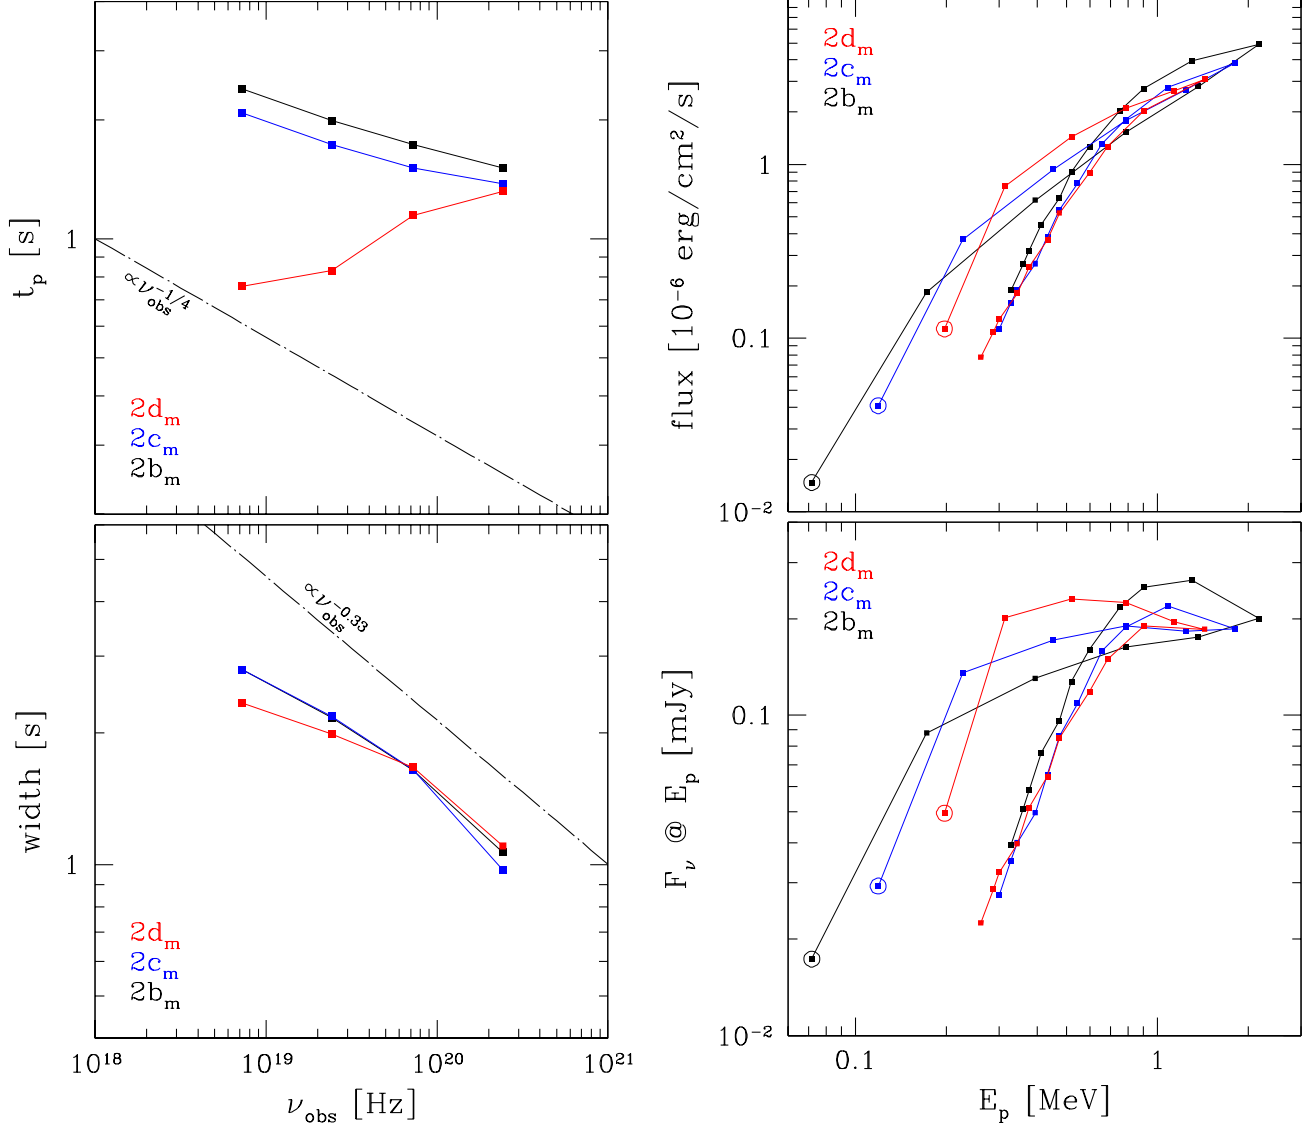 t_p [s]
1
∝ν_obs^-1/4
2d_m
2c_m
2b_m
width [s]
1
∝ν_obs^-0.33
2d_m
2c_m
2b_m
10^18 10^19 10^20 10^21
ν_obs [Hz]
flux [10^-6 erg/cm^2/s]
1
0.1
10^-2
2d_m
2c_m
2b_m
F_ν @ E_p [mJy]
0.1
10^-2
2d_m
2c_m
2b_m
0.1 1
E_p [MeV]